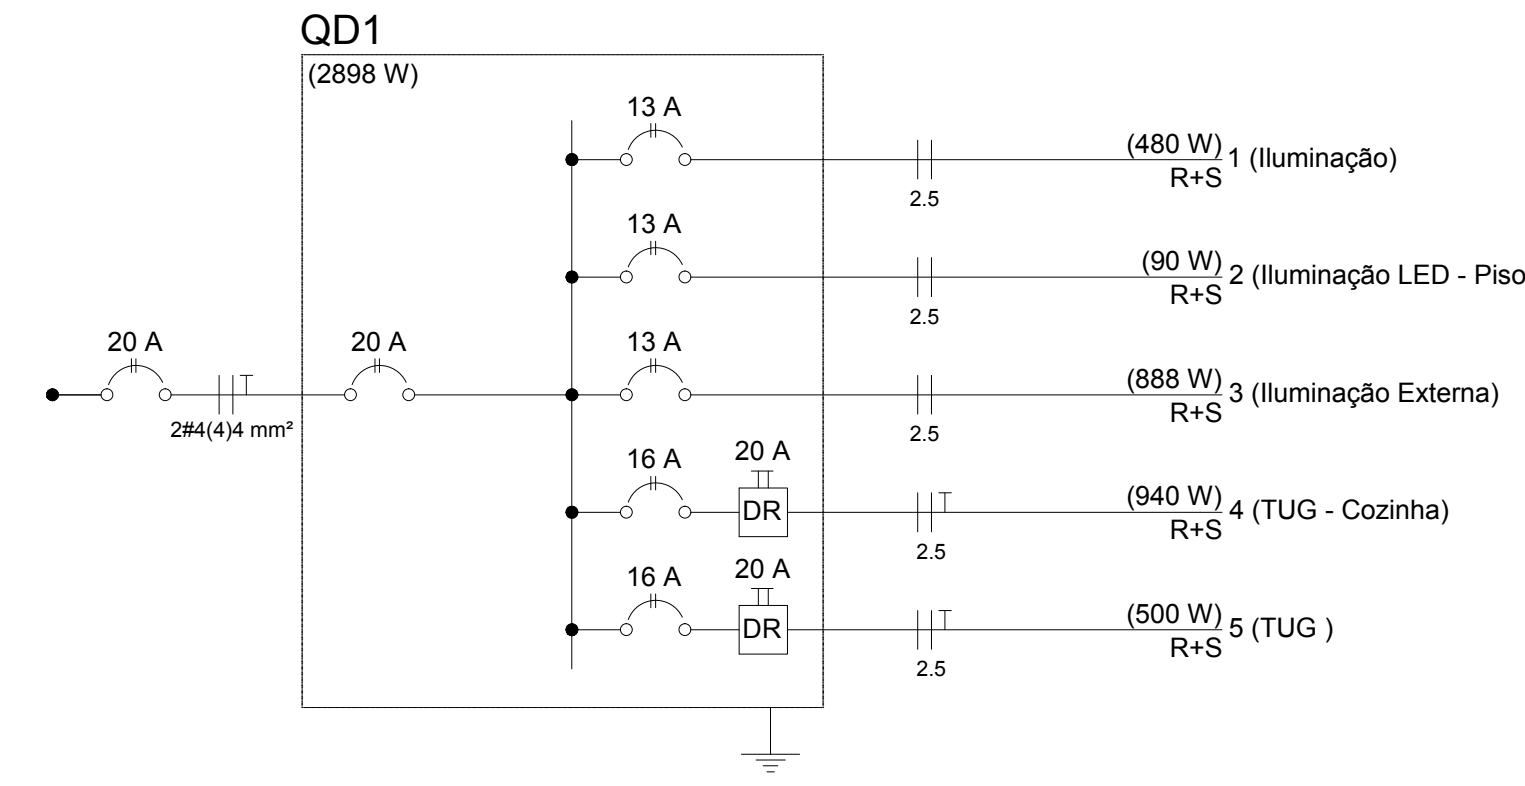 QD1
(2898 W)
13 A
(480 W)
1 (Iluminação)
R+S
2.5
13 A
(90 W)
2 (Iluminação LED - Piso
R+S
2.5
20 A
20 A
13 A
(888 W)
3 (Iluminação Externa)
R+S
2#4(4)4 mm²
2.5
16 A
20 A
DR
(940 W)
4 (TUG - Cozinha)
R+S
2.5
16 A
20 A
DR
(500 W)
5 (TUG )
R+S
2.5